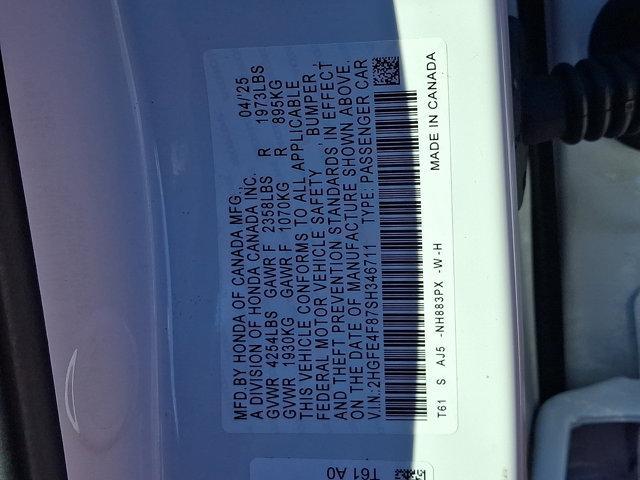 MFD.BY HONDA OF CANADA MFG., 04/'25
A DIVISION OF HONDA CANADA INC.
GVWR 4254LBS GAWR F 2358LBS R 1973LBS
GVWR 1930KG GAWR F 1070KG R 895KG
THIS VEHICLE CONFORMS TO ALL APPLICABLE
FEDERAL MOTOR VEHICLE SAFETY, BUMPER,
AND THEFT PREVENTION STANDARDS IN EFFECT
ON THE DATE OF MANUFACTURE SHOWN ABOVE.
V.I.N.:2HGFE4F87SH346711 TYPE: PASSENGER CAR
MADE IN CANADA
T61 S AJ5 -NH883PX -W-H
T61 A0